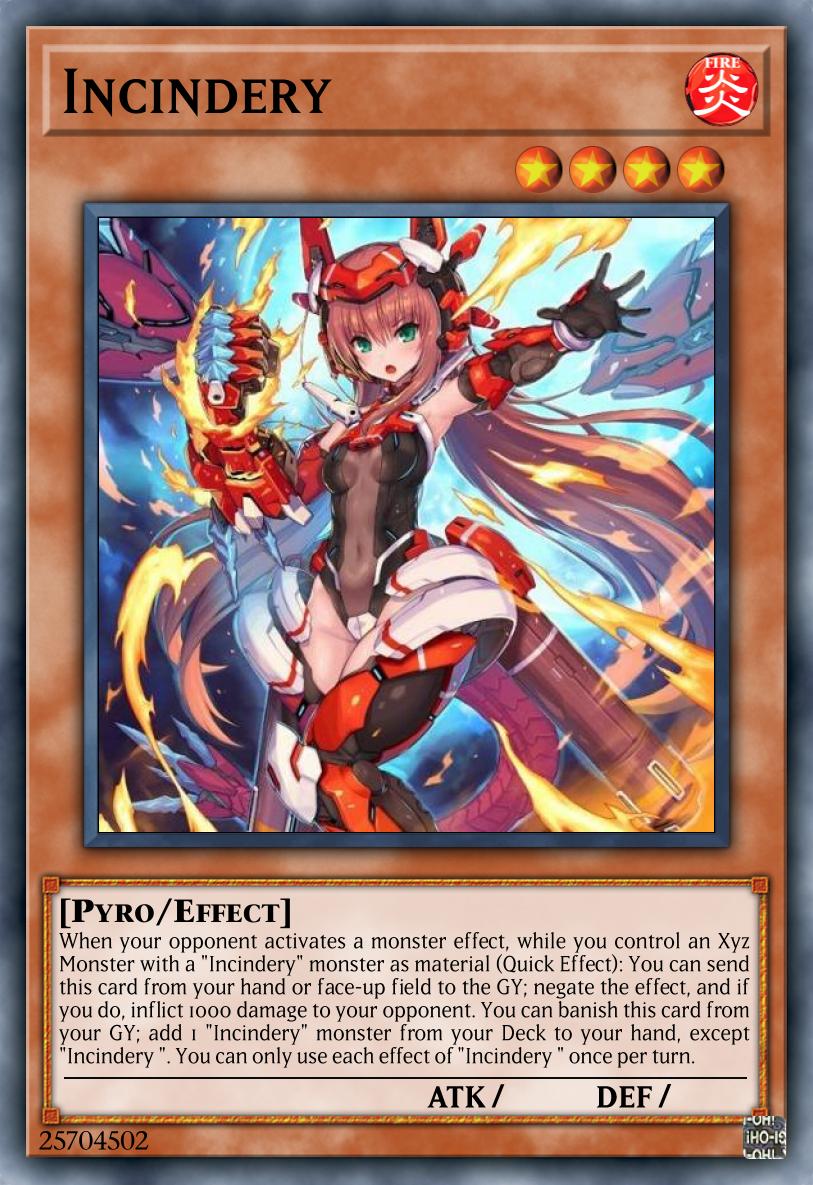 Incindery
FIRE
炎
[Pyro/Effect]
When your opponent activates a monster effect, while you control an Xyz
Monster with a "Incindery" monster as material (Quick Effect): You can send
this card from your hand or face-up field to the GY; negate the effect, and if
you do, inflict 1000 damage to your opponent. You can banish this card from
your GY; add 1 "Incindery" monster from your Deck to your hand, except
"Incindery ". You can only use each effect of "Incindery " once per turn.
ATK / DEF /
25704502